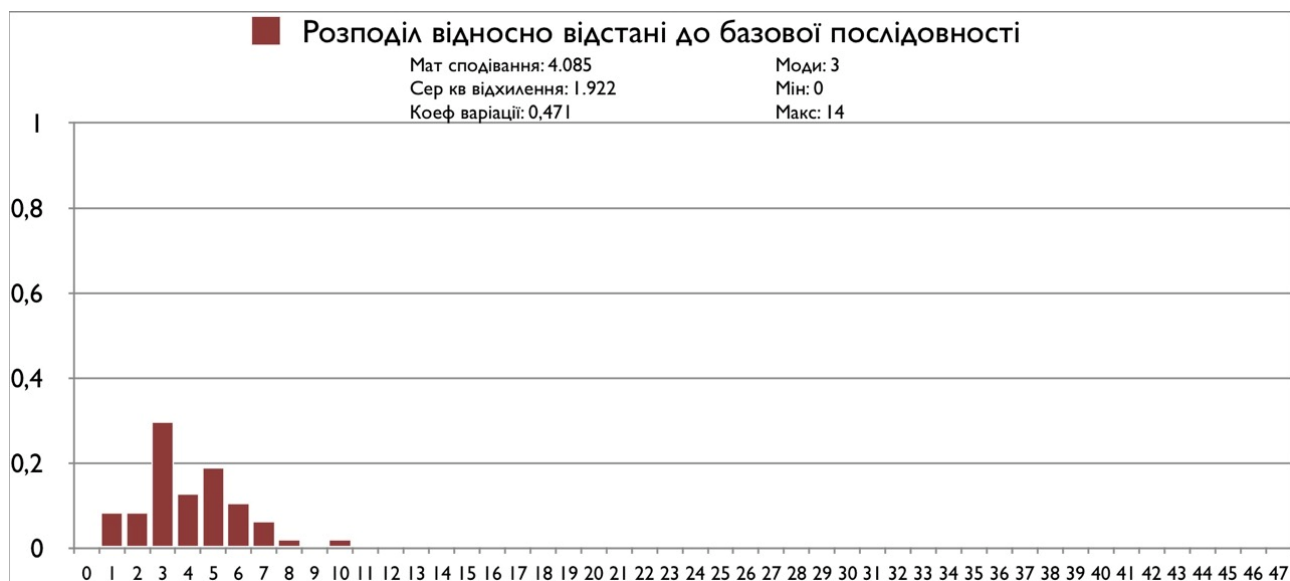 Розподіл відносно відстані до базової послідовності
Мат сподівання: 4.085
Сер кв відхилення: 1.922
Коеф варіації: 0,471
Моди: 3
Мін: 0
Макс: 14
1
0,8
0,6
0,4
0,2
0
0 1 2 3 4 5 6 7 8 9 10 11 12 13 14 15 16 17 18 19 20 21 22 23 24 25 26 27 28 29 30 31 32 33 34 35 36 37 38 39 40 41 42 43 44 45 46 47